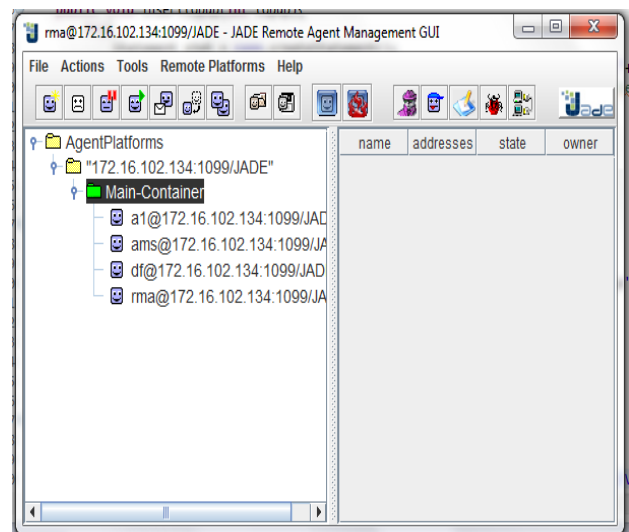 rma@172.16.102.134:1099/JADE - JADE Remote Agent Management GUI
File Actions Tools Remote Platforms Help
Jade
AgentPlatforms
"172.16.102.134:1099/JADE"
Main-Container
a1@172.16.102.134:1099/JAD
ams@172.16.102.134:1099/JA
df@172.16.102.134:1099/JAD
rma@172.16.102.134:1099/JA
name addresses state owner